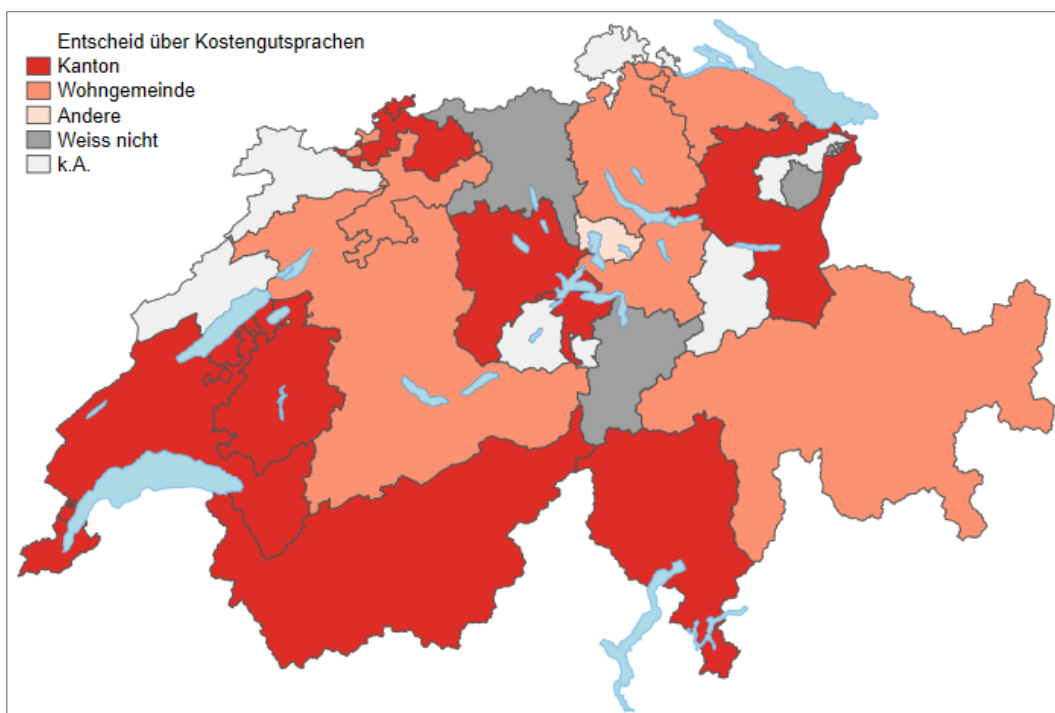 Entscheid über Kostengutsprachen
Kanton
Wohngemeinde
Andere
Weiss nicht
k.A.